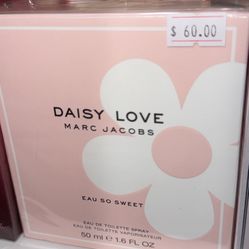 $ 60.00
DAISY LOVE
MARC JACOBS
EAU SO SWEET
EAU DE TOILETTE SPRAY
EAU DE TOILETTE VAPORISATEUR
50 ml e 1.6 FL OZ